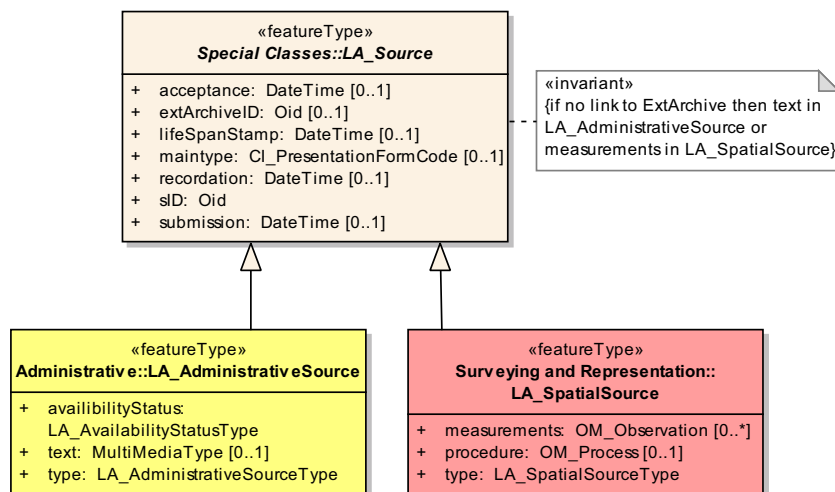 «featureType»
Special Classes::LA_Source
+ acceptance: DateTime [0..1]
+ extArchiveID: Oid [0..1]
+ lifeSpanStamp: DateTime [0..1]
+ maintype: CI_PresentationFormCode [0..1]
+ recordation: DateTime [0..1]
+ sID: Oid
+ submission: DateTime [0..1]
«invariant»
{if no link to ExtArchive then text in
LA_AdministrativeSource or
measurements in LA_SpatialSource}
«featureType»
Administrative::LA_AdministrativeSource
+ availibilityStatus:
LA_AvailabilityStatusType
+ text: MultiMediaType [0..1]
+ type: LA_AdministrativeSourceType
«featureType»
Surveying and Representation::
LA_SpatialSource
+ measurements: OM_Observation [0..*]
+ procedure: OM_Process [0..1]
+ type: LA_SpatialSourceType